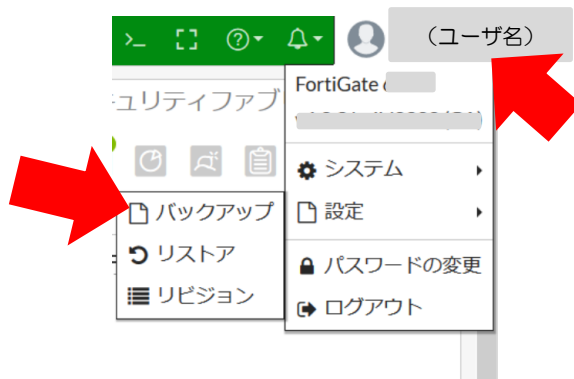 (ユーザ名)
FortiGate
キュリティファブ
システム
設定
バックアップ
リストア
リビジョン
パスワードの変更
ログアウト